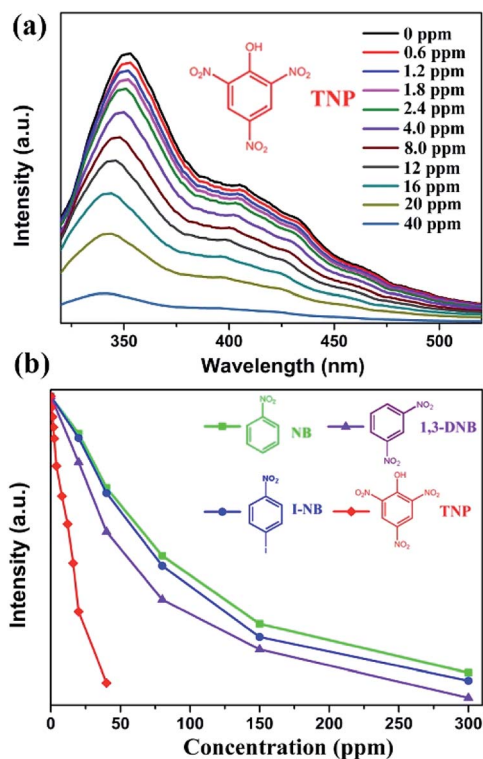 (a)
Intensity (a.u.)
OH
O₂N
NO₂
NO₂
TNP
0 ppm
0.6 ppm
1.2 ppm
1.8 ppm
2.4 ppm
4.0 ppm
8.0 ppm
12 ppm
16 ppm
20 ppm
40 ppm
350 400 450 500
Wavelength (nm)
(b)
Intensity (a.u.)
NO₂
NB
NO₂
NO₂
1,3-DNB
NO₂
I
I-NB
OH
NO₂
NO₂
NO₂
TNP
0 50 100 150 200 250 300
Concentration (ppm)